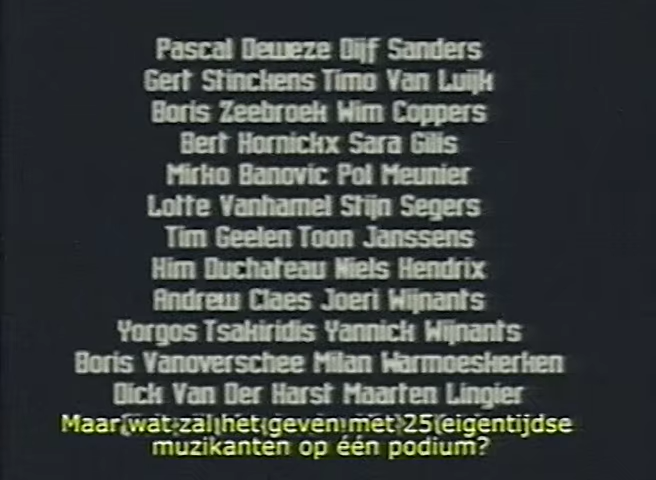 Pascal Deweze Dijf Sanders
Gert Stinckens Timo Van Luijk
Boris Zeebroek Wim Coppers
Bert Hornickx Sara Gilis
Mirko Banovic Pol Meunier
Lotte Vanhamel Stijn Segers
Tim Geelen Toon Janssens
Him Duchateau Niels Hendrix
Andrew Claes Joeri Wijnants
Yorgos Tsakiridis Yannick Wijnants
Boris Vanoverschee Milan Warmoeskerken
Dick Van Der Harst Maarten Lingier
Maar wat zal het geven met 25 eigentijdse
muzikanten op één podium?